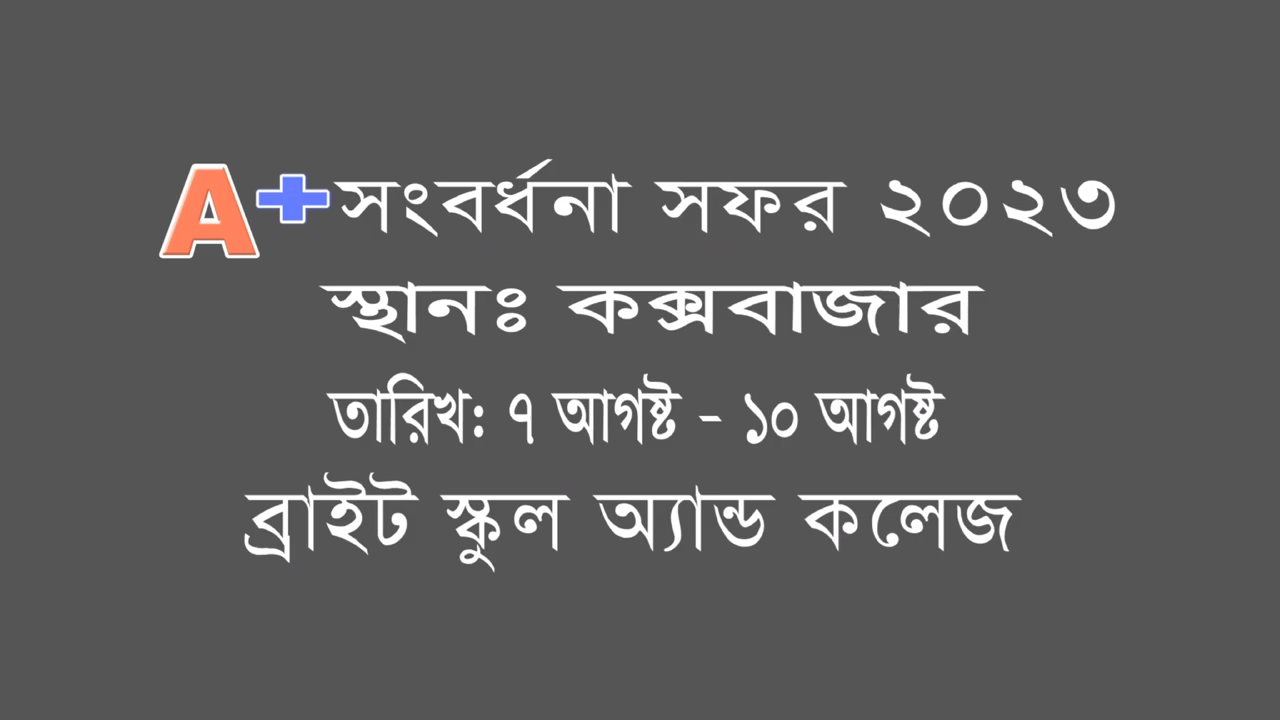 A+ সংবর্ধনা সফর ২০২৩
স্থানঃ কক্সবাজার
তারিখ: ৭ আগষ্ট - ১০ আগষ্ট
ব্রাইট স্কুল অ্যান্ড কলেজ